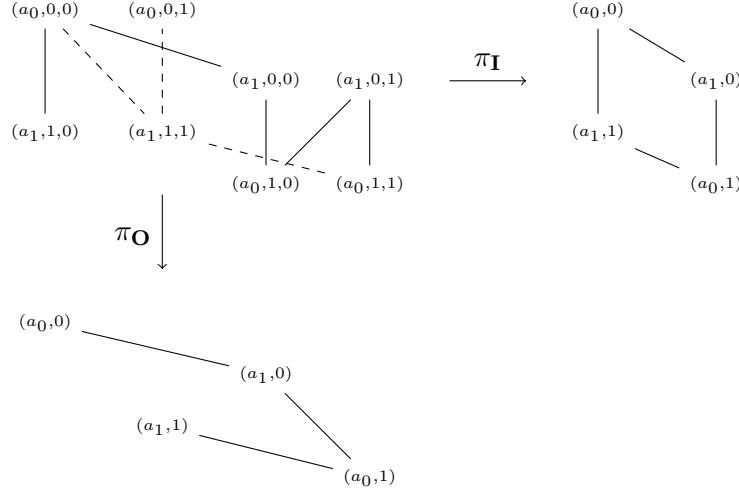 (a₀,0,0) (a₀,0,1) (a₀,0)
(a₁,0,0) (a₁,0,1) π_I (a₁,0)
(a₁,1,0) (a₁,1,1) (a₁,1)
(a₀,1,0) (a₀,1,1) (a₀,1)
π_O
(a₀,0)
(a₁,0)
(a₁,1)
(a₀,1)